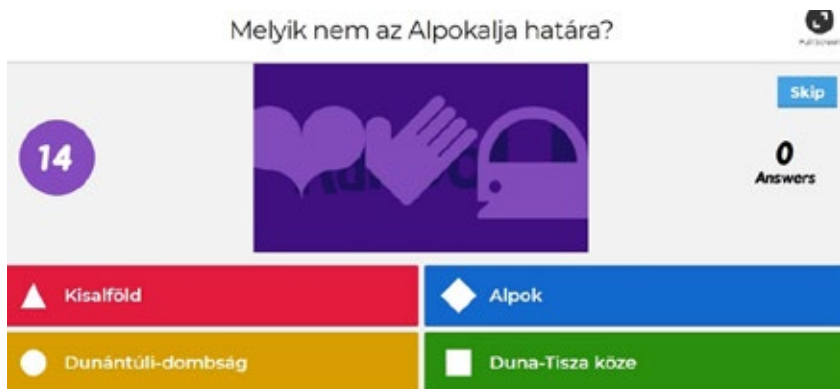 Melyik nem az Alpokalja határa?
Skip
14
0
Answers
Kisalföld
Alpok
Dunántúli-dombság
Duna-Tisza köze